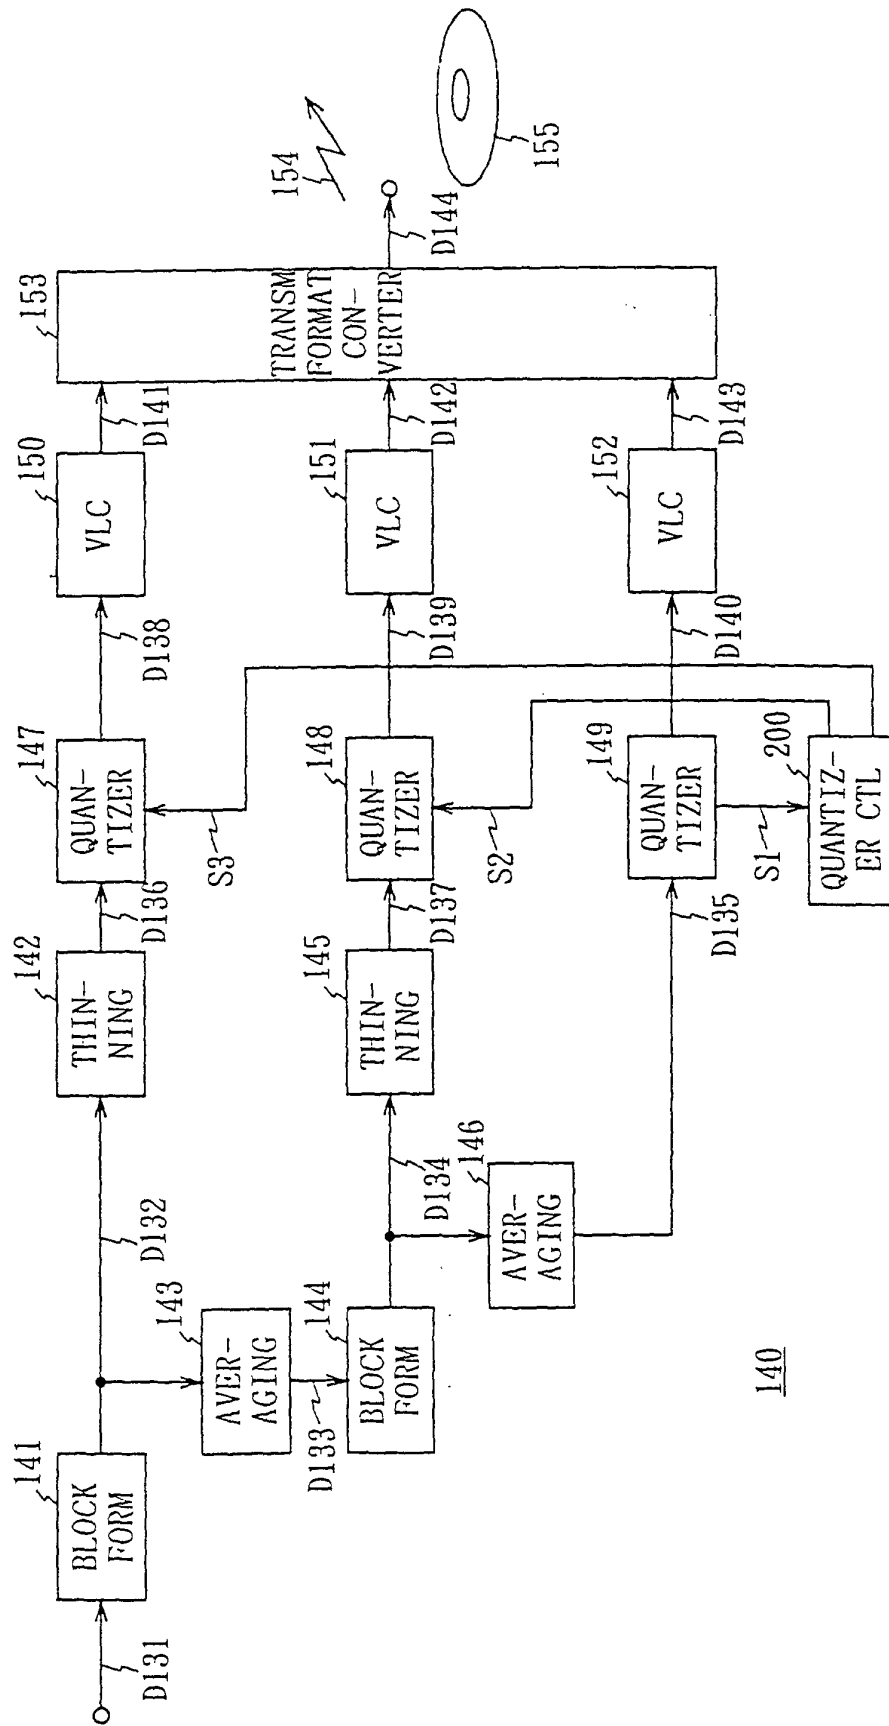 D131
141
BLOCK
FORM
D132
142
THIN-
NING
D136
147
QUAN-
TIZER
D138
150
VLC
D141
153
TRANSM
FORMAT
CON-
VERTER
143
AVER-
AGING
D133
144
BLOCK
FORM
D134
145
THIN-
NING
D137
148
QUAN-
TIZER
D139
151
VLC
D142
D144
154
155
146
AVER-
AGING
D135
149
QUAN-
TIZER
D140
152
VLC
D143
S3
S2
S1
200
QUANTIZ-
ER CTL
140